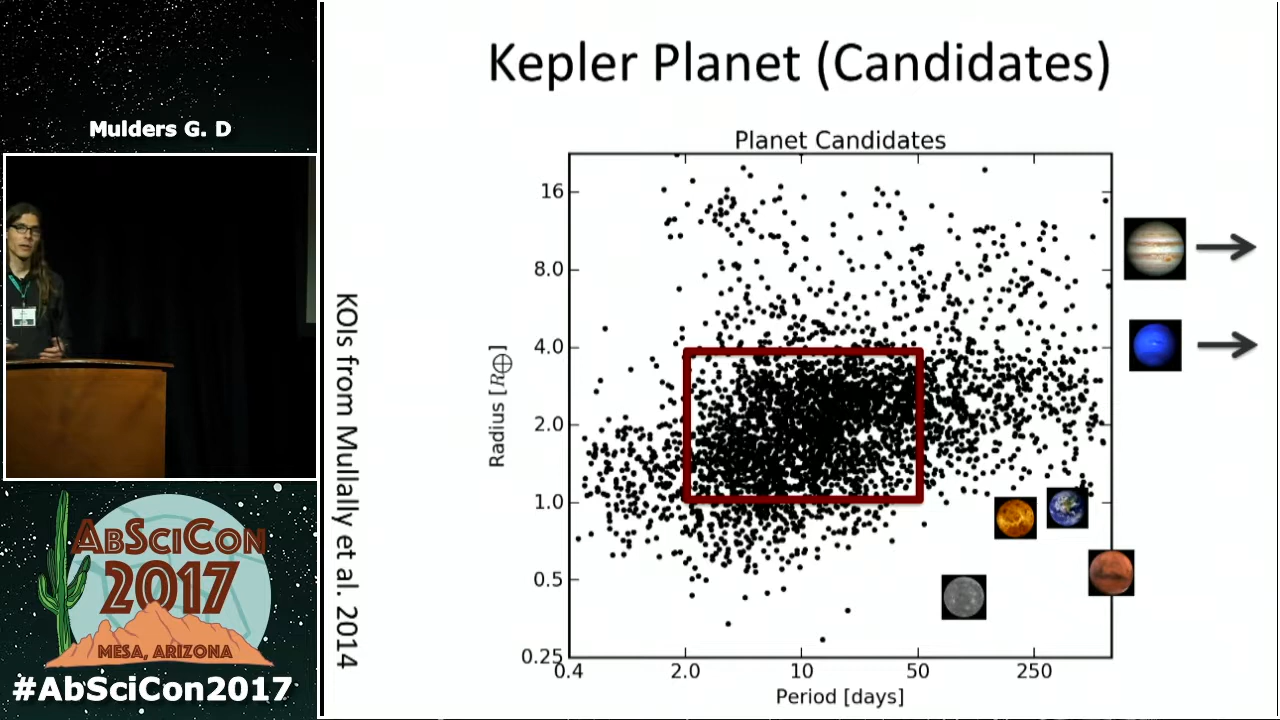 Mulders G. D
ABSCICON
2017
MESA, ARIZONA
#AbSciCon2017
Kepler Planet (Candidates)
KOIs from Mullally et al. 2014
Planet Candidates
Radius [R⨁]
16
8.0
4.0
2.0
1.0
0.5
0.25
0.4
2.0
10
50
250
Period [days]